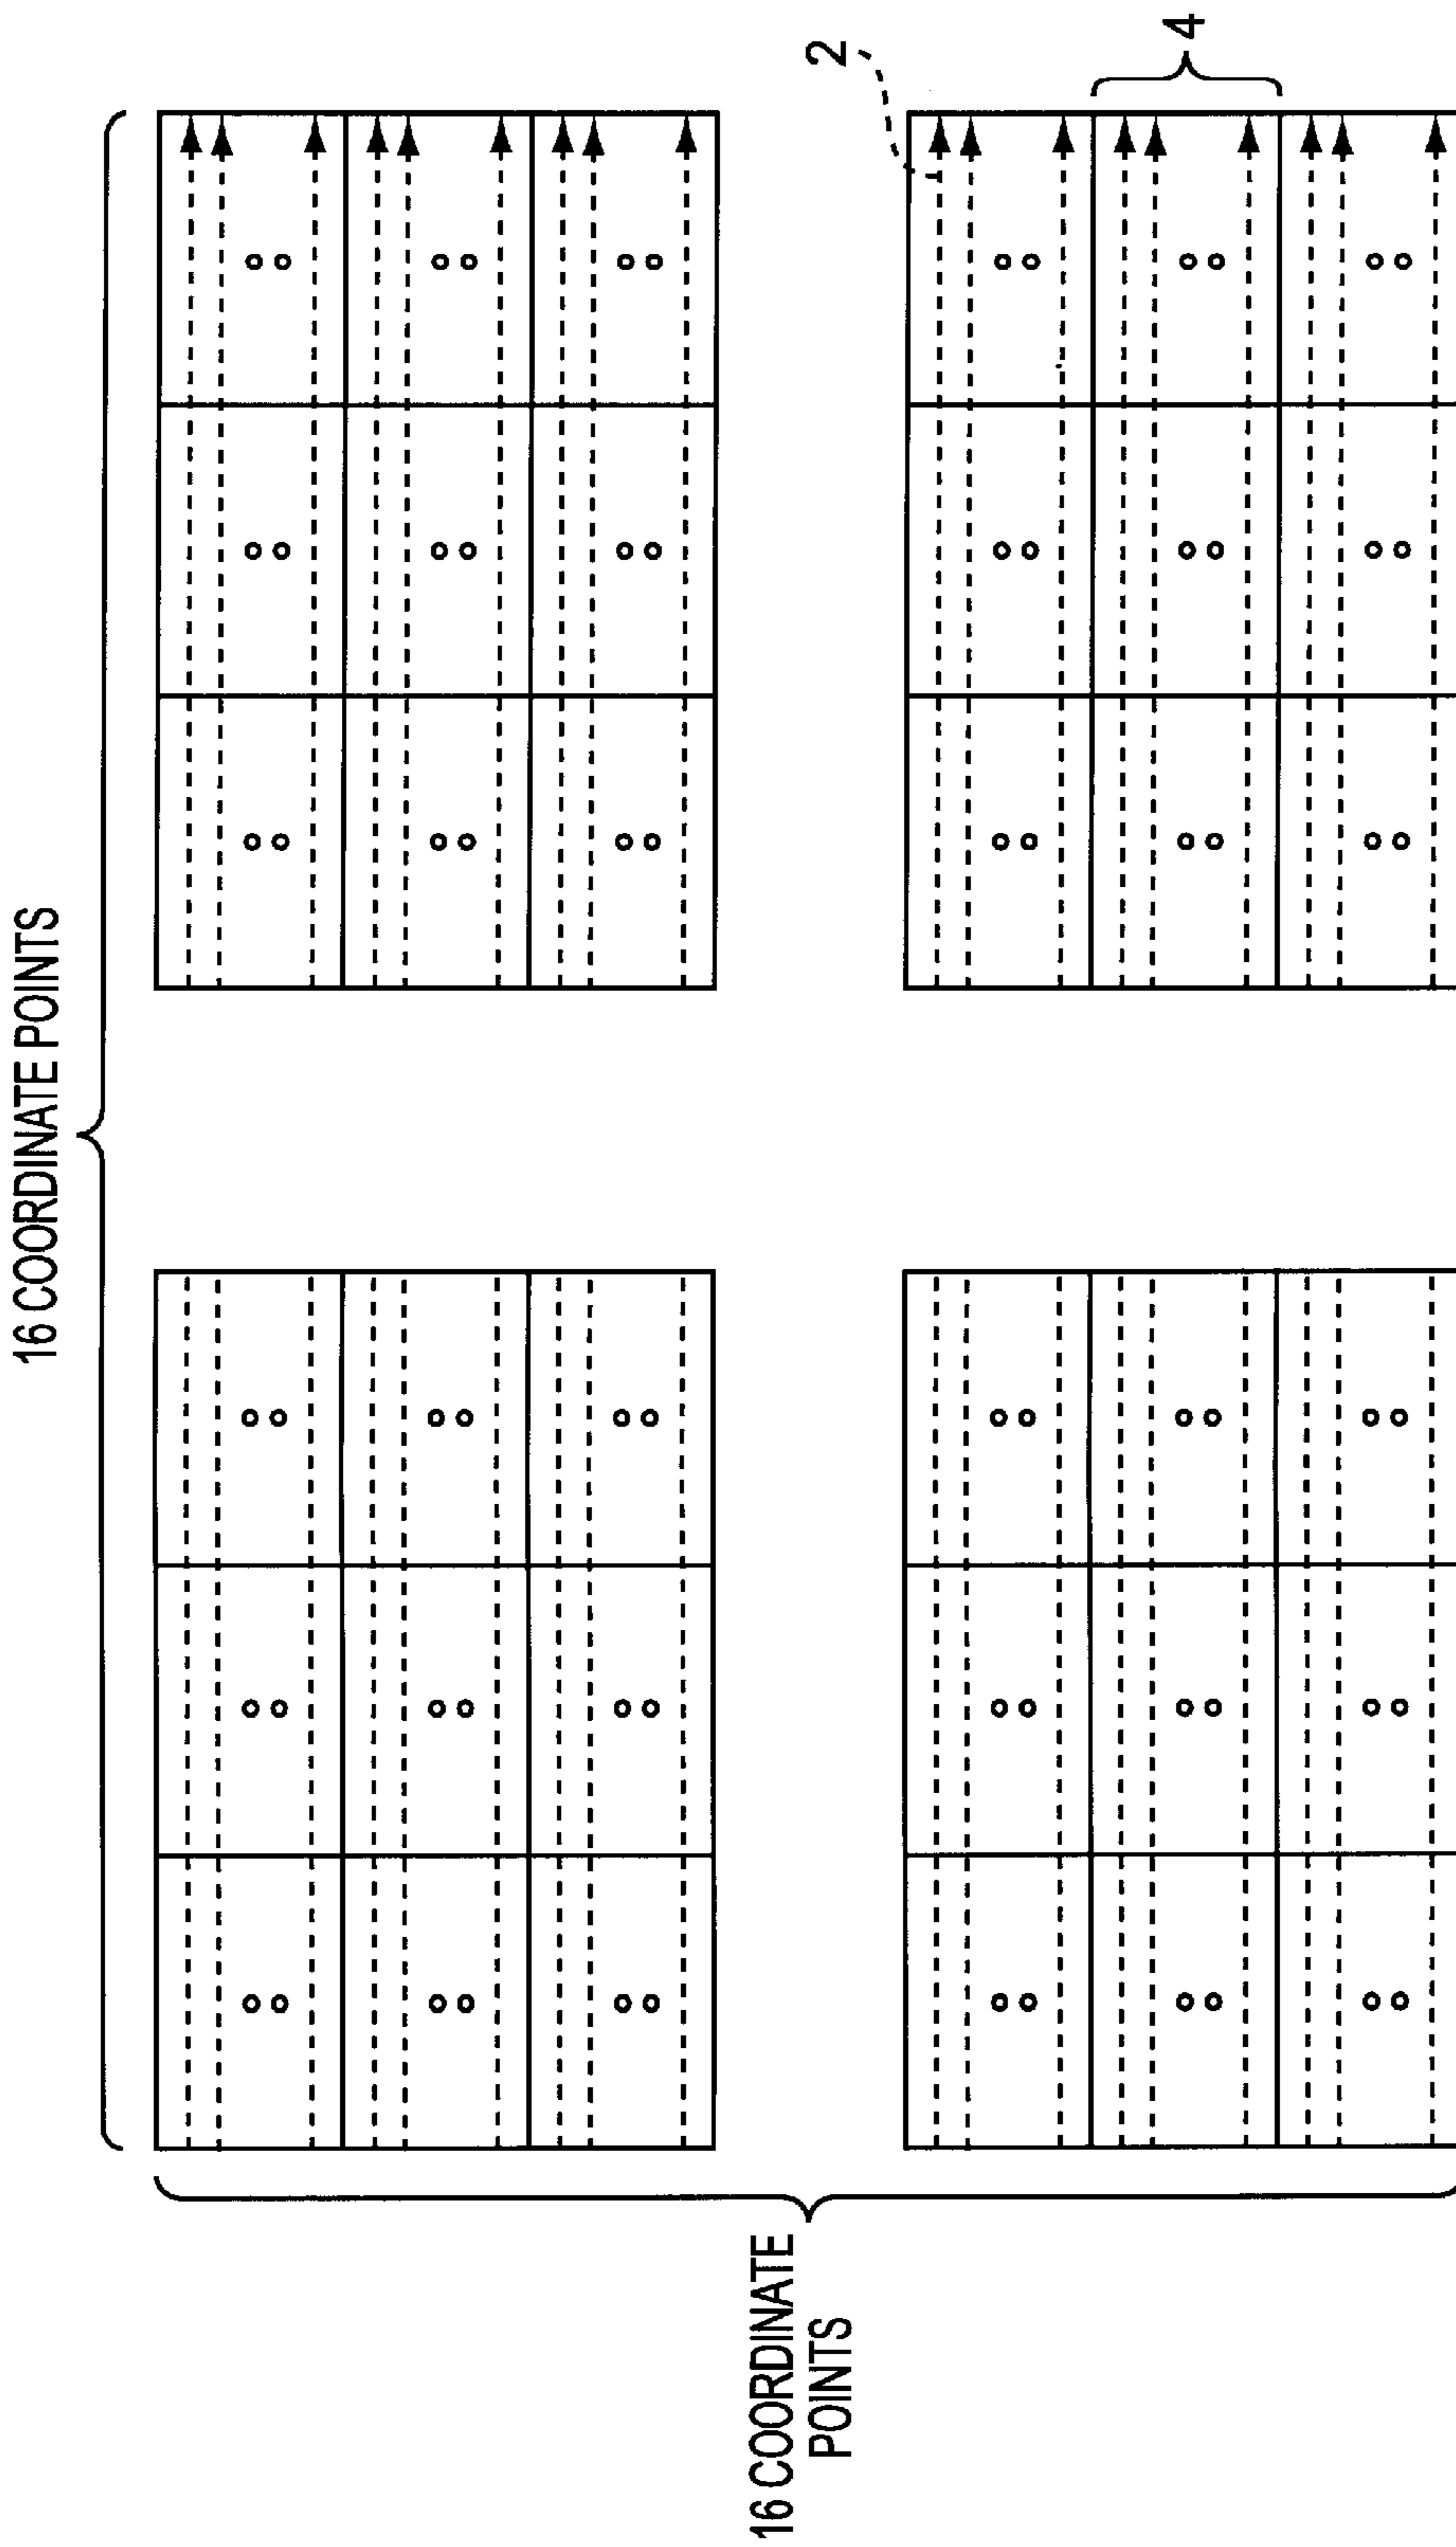 16 COORDINATE POINTS
2
4
16 COORDINATE
POINTS